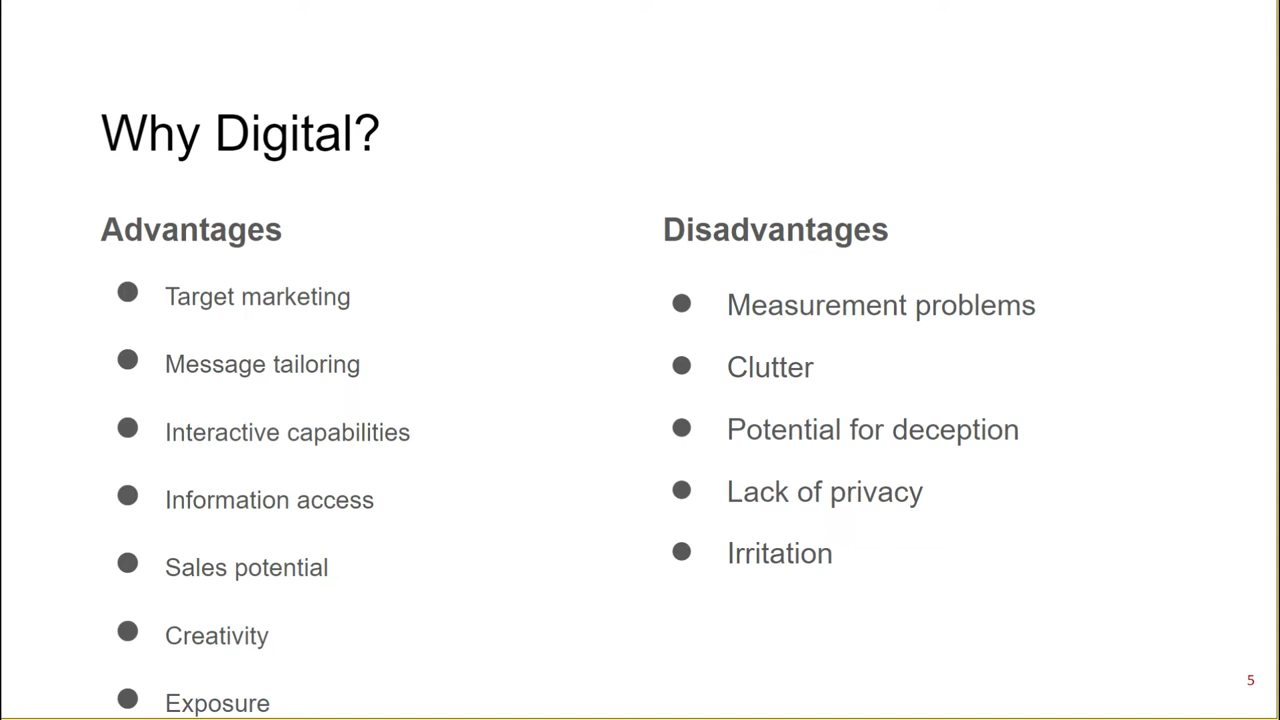 Why Digital?
Advantages
Target marketing
Message tailoring
Interactive capabilities
Information access
Sales potential
Creativity
Exposure
Disadvantages
Measurement problems
Clutter
Potential for deception
Lack of privacy
Irritation
5